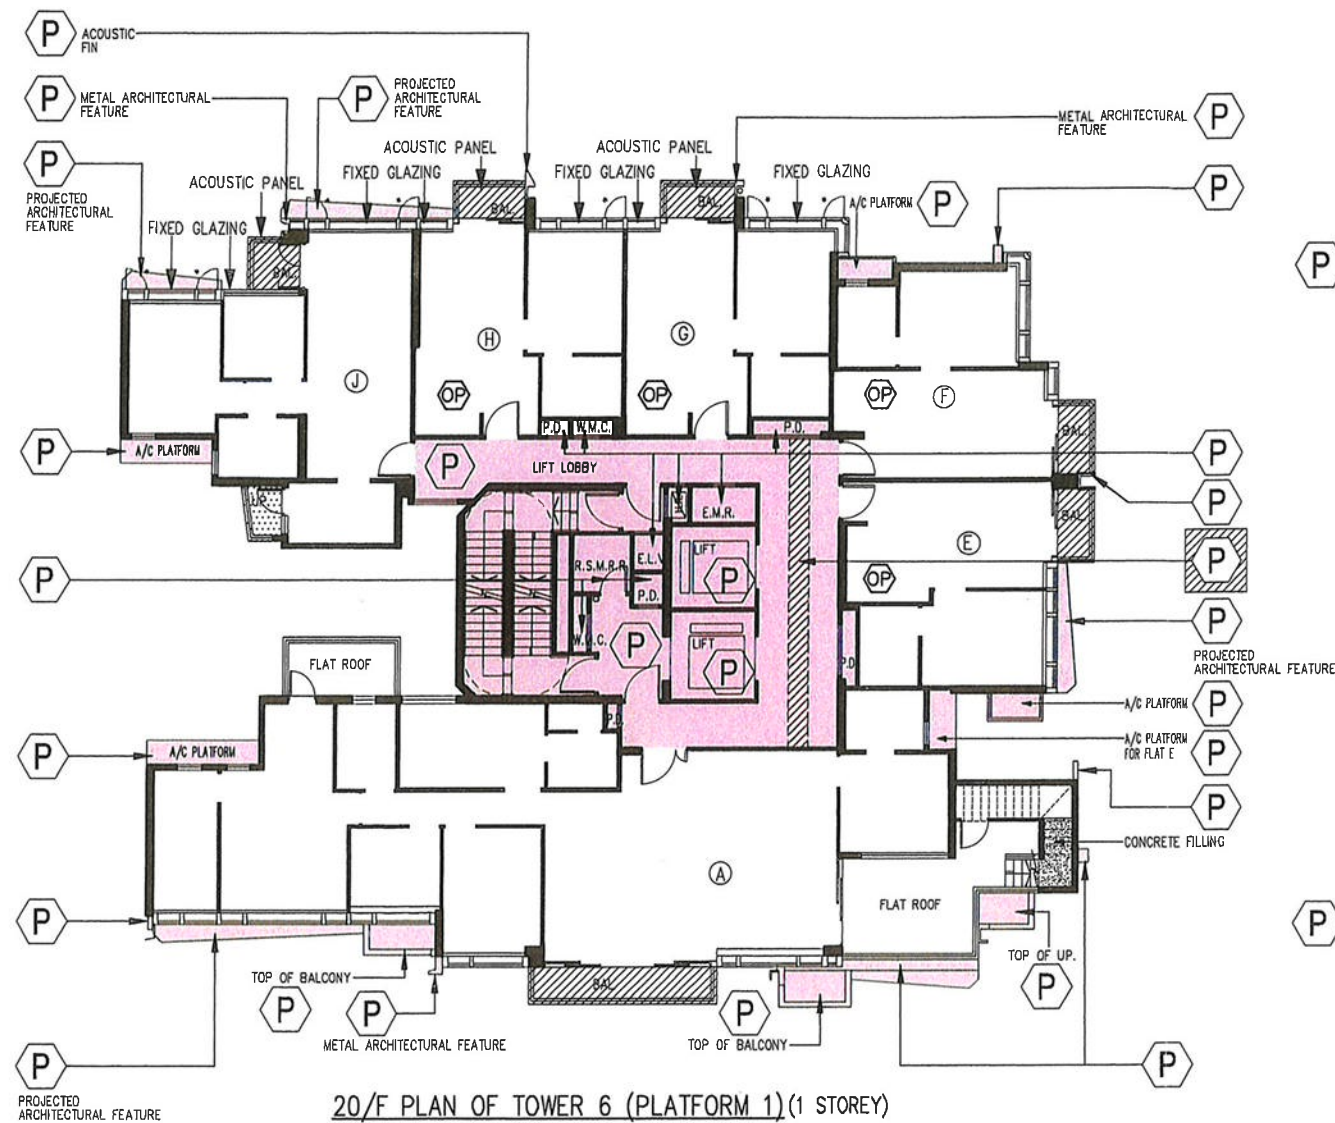 P ACOUSTIC
FIN
P METAL ARCHITECTURAL
FEATURE
P PROJECTED
ARCHITECTURAL
FEATURE
P
PROJECTED
ARCHITECTURAL
FEATURE
METAL ARCHITECTURAL
FEATURE P
P
ACOUSTIC PANEL
ACOUSTIC PANEL
FIXED GLAZING
FIXED GLAZING
FIXED GLAZING
ACOUSTIC PANEL
FIXED GLAZING
BAL.
BAL.
BAL.
A/C PLATFORM P
P
J
H
G
F
OP
OP
OP
P.D.
W.M.C.
P.D.
BAL.
P
A/C PLATFORM
P
LIFT LOBBY
P
P
UP
E.M.R.
BAL.
E
P
P
R.S.M.R.R.
E.L.V.
P.D.
LIFT
P
OP
W.M.C.
P
LIFT
P
P.D.
P
PROJECTED
ARCHITECTURAL FEATURE
FLAT ROOF
A/C PLATFORM P
P.D.
P
A/C PLATFORM
A/C PLATFORM
FOR FLAT E
P
P
CONCRETE FILLING
A
FLAT ROOF
P
P
TOP OF BALCONY
P
BAL.
TOP OF UP.
P
P
METAL ARCHITECTURAL FEATURE
P
TOP OF BALCONY
P
P
PROJECTED
ARCHITECTURAL FEATURE
P
20/F PLAN OF TOWER 6 (PLATFORM 1) (1 STOREY)